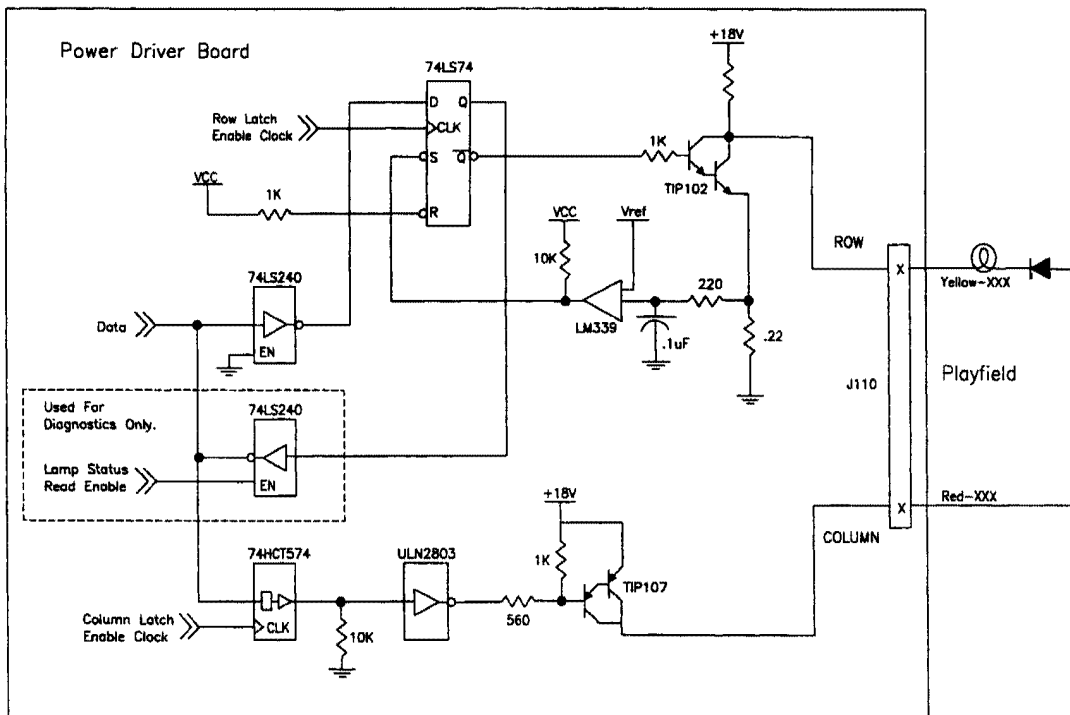 Power Driver Board
+18V
74LS74
D Q
Row Latch
Enable Clock
CLK
S Q
1K
TIP102
VCC
1K
R
VCC
Vref
10K
ROW
X
Yellow-XXX
74LS240
220
LM339
.1uF
.22
Data
EN
J110
Playfield
Used For
Diagnostics Only.
74LS240
Lamp Status
Read Enable
EN
+18V
X
Red-XXX
COLUMN
74HCT574
ULN2803
1K
TIP107
560
Column Latch
Enable Clock
CLK
10K